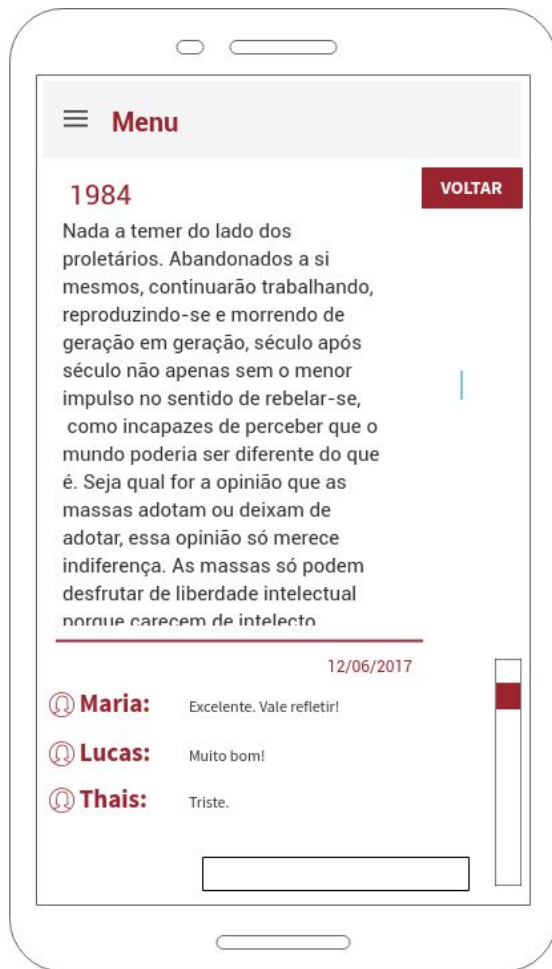 Menu
1984
VOLTAR
Nada a temer do lado dos
proletários. Abandonados a si
mesmos, continuarão trabalhando,
reproduzindo-se e morrendo de
geração em geração, século após
século não apenas sem o menor
impulso no sentido de rebelar-se,
como incapazes de perceber que o
mundo poderia ser diferente do que
é. Seja qual for a opinião que as
massas adotam ou deixam de
adotar, essa opinião só merece
indiferença. As massas só podem
desfrutar de liberdade intelectual
porque carecem de intelecto
12/06/2017
Maria: Excelente. Vale refletir!
Lucas: Muito bom!
Thais: Triste.